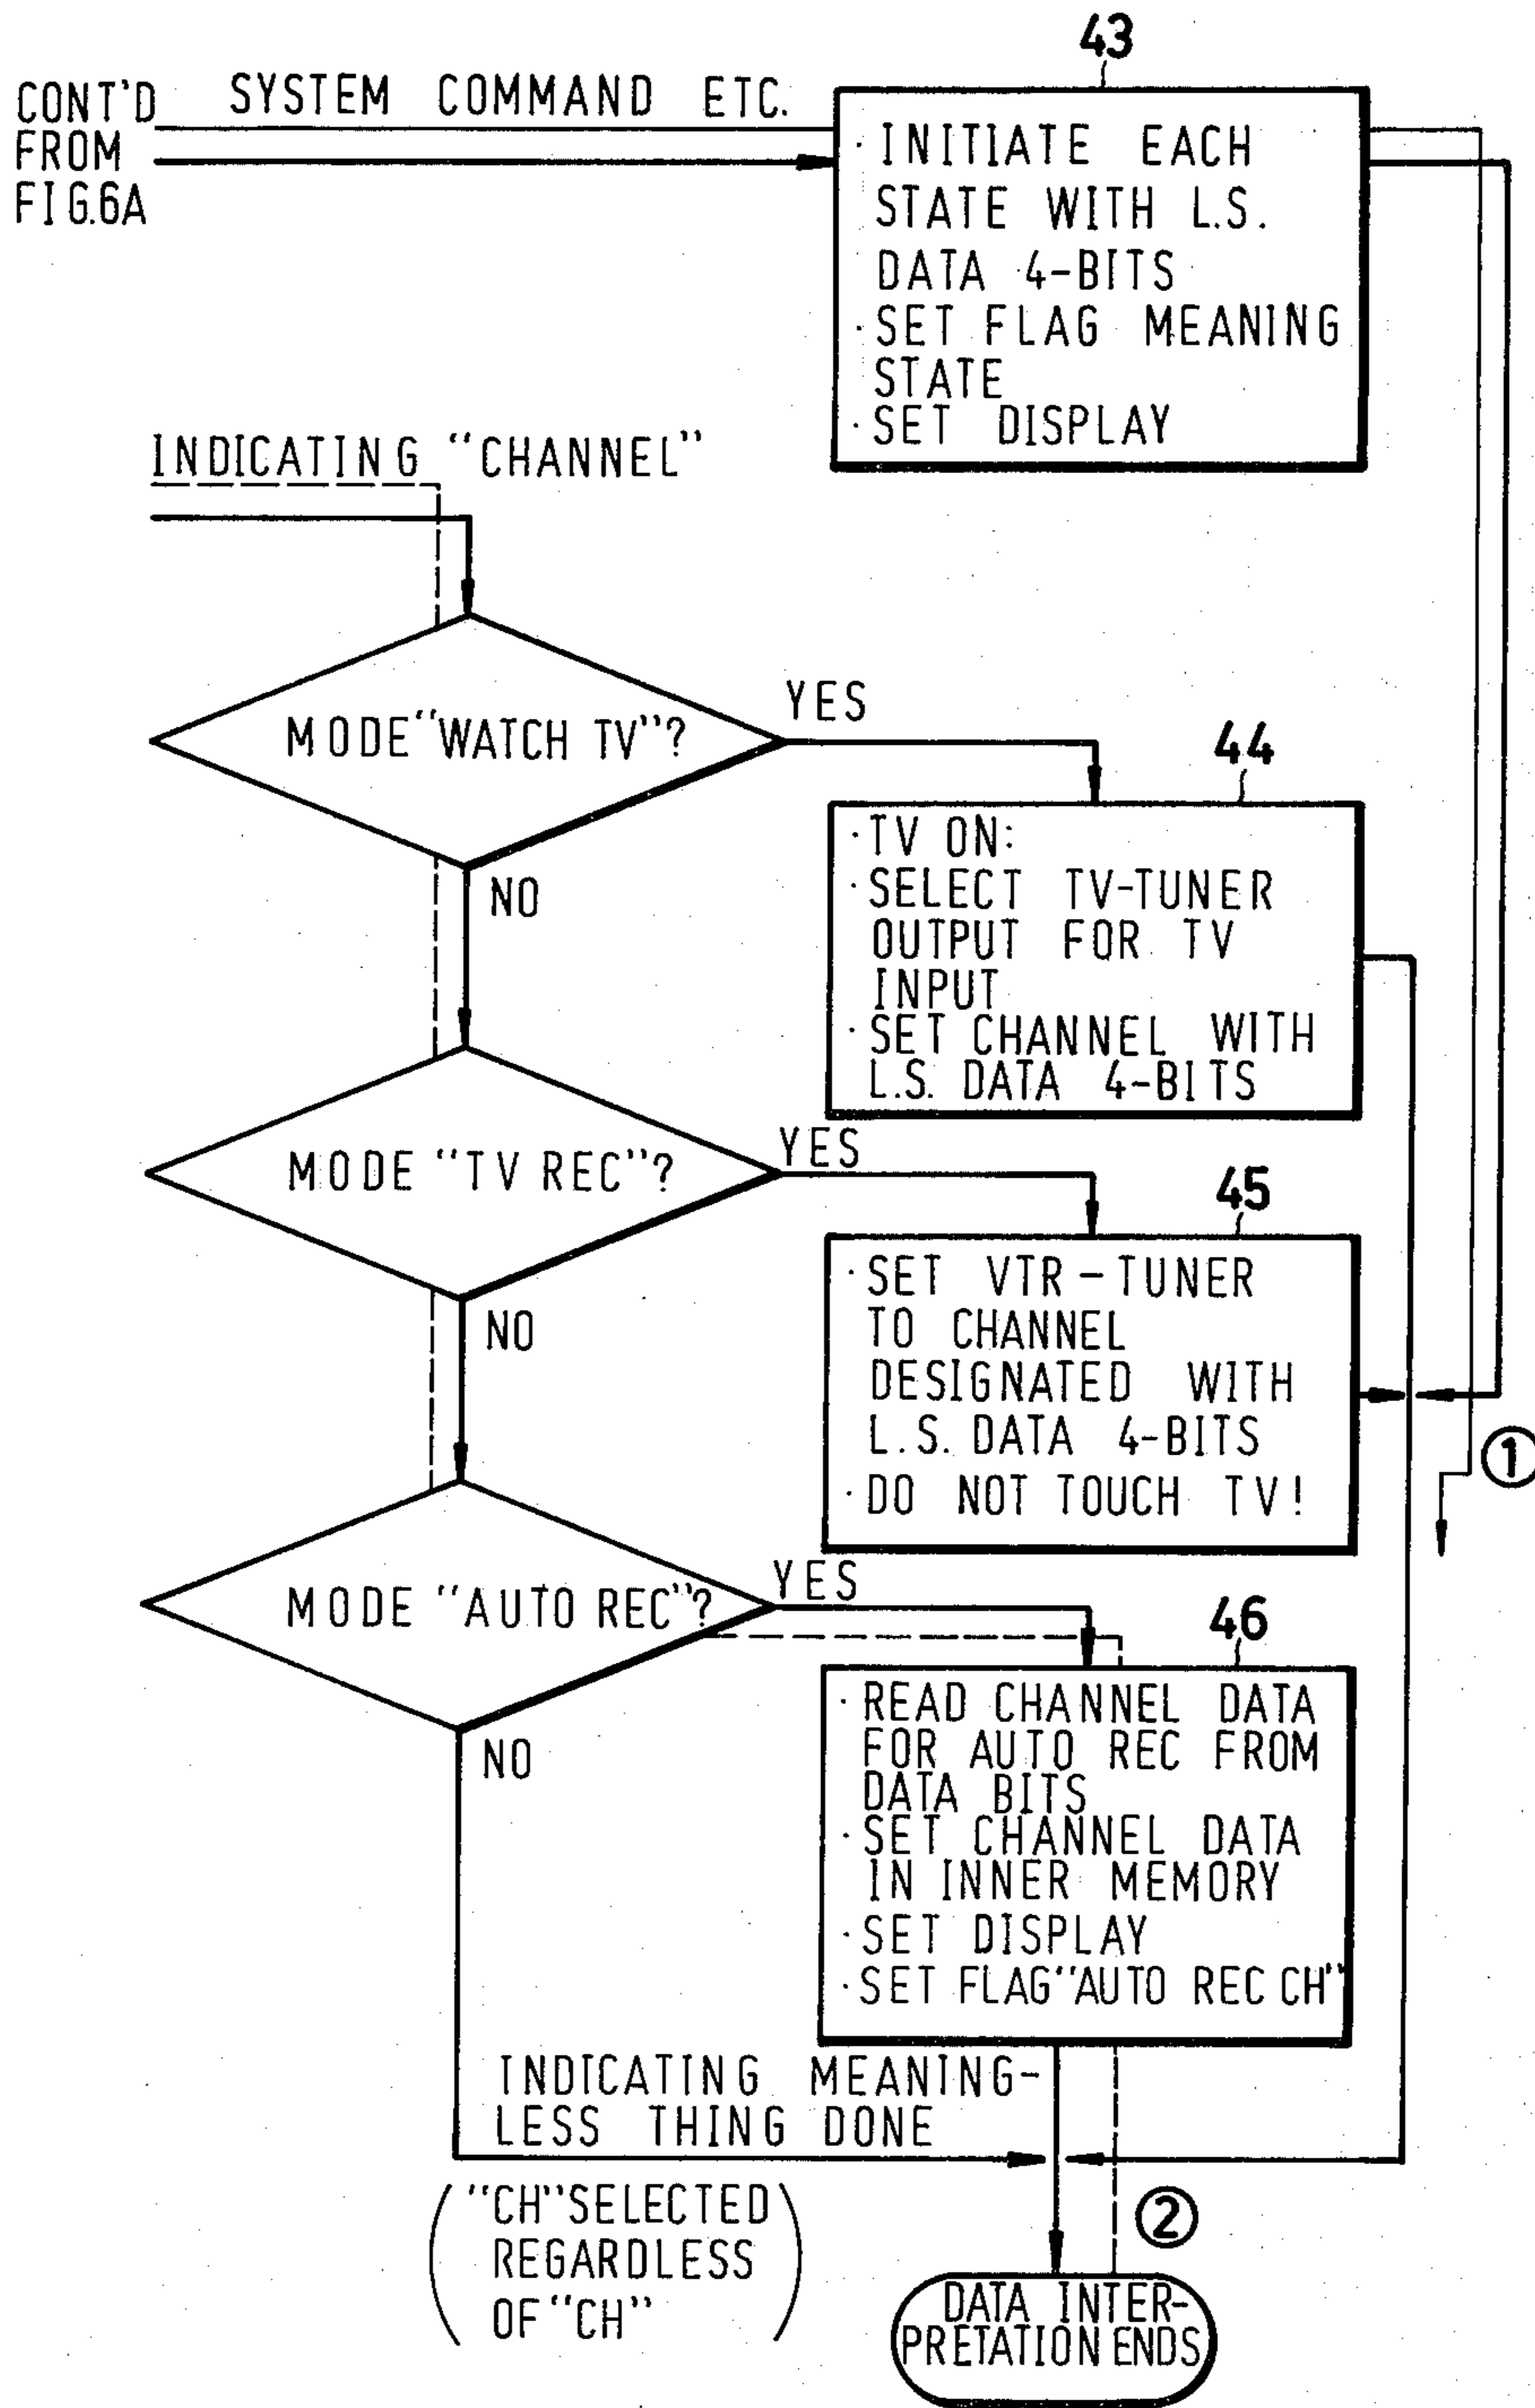 43
CONT'D
FROM
FIG.6A
SYSTEM COMMAND ETC.
· INITIATE EACH
STATE WITH L.S.
DATA 4-BITS
· SET FLAG MEANING
STATE
· SET DISPLAY
INDICATING "CHANNEL"
MODE "WATCH TV"?
YES
NO
44
· TV ON:
· SELECT TV-TUNER
OUTPUT FOR TV
INPUT
· SET CHANNEL WITH
L.S. DATA 4-BITS
MODE "TV REC"?
YES
NO
45
· SET VTR-TUNER
TO CHANNEL
DESIGNATED WITH
L.S. DATA 4-BITS
· DO NOT TOUCH TV!
①
MODE "AUTO REC"?
YES
NO
46
· READ CHANNEL DATA
FOR AUTO REC FROM
DATA BITS
· SET CHANNEL DATA
IN INNER MEMORY
· SET DISPLAY
· SET FLAG "AUTO REC CH"
INDICATING MEANING-
LESS THING DONE
("CH" SELECTED
REGARDLESS
OF "CH")
②
DATA INTER-
PRETATION ENDS